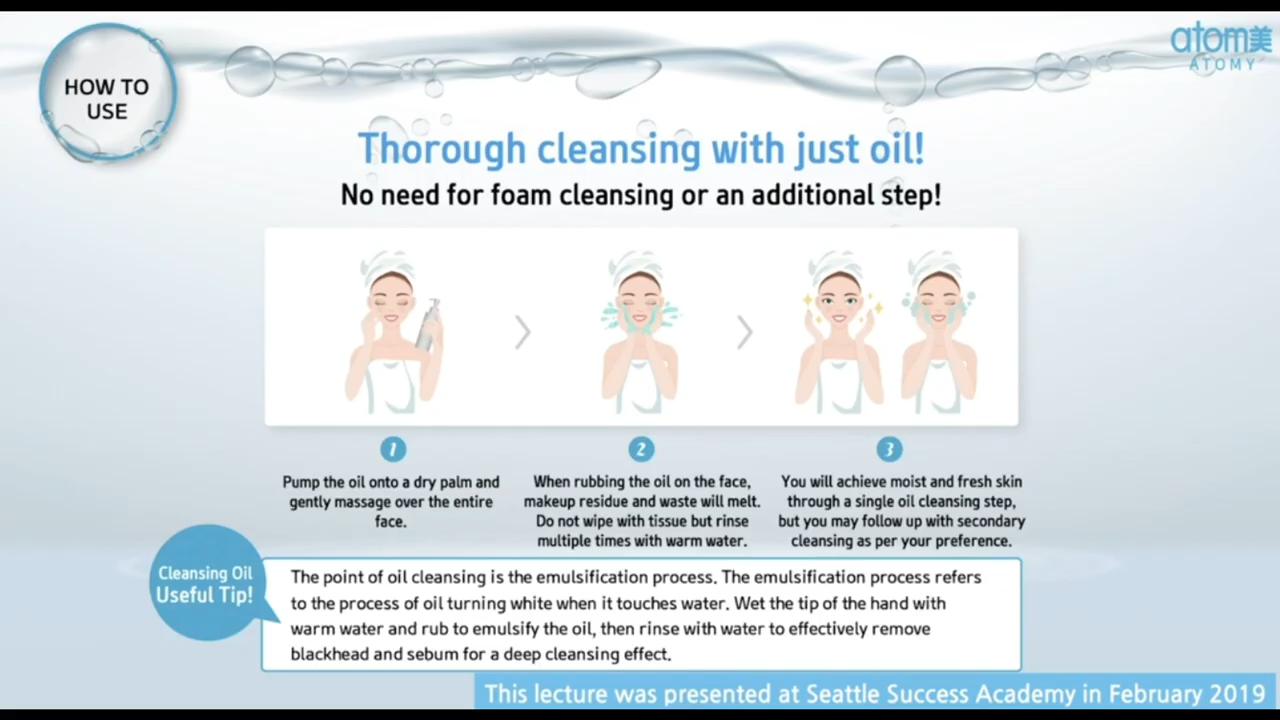 HOW TO
USE
atom美
ATOMY
Thorough cleansing with just oil!
No need for foam cleansing or an additional step!
1
Pump the oil onto a dry palm and
gently massage over the entire
face.
2
When rubbing the oil on the face,
makeup residue and waste will melt.
Do not wipe with tissue but rinse
multiple times with warm water.
3
You will achieve moist and fresh skin
through a single oil cleansing step,
but you may follow up with secondary
cleansing as per your preference.
Cleansing Oil
Useful Tip!
The point of oil cleansing is the emulsification process. The emulsification process refers
to the process of oil turning white when it touches water. Wet the tip of the hand with
warm water and rub to emulsify the oil, then rinse with water to effectively remove
blackhead and sebum for a deep cleansing effect.
This lecture was presented at Seattle Success Academy in February 2019